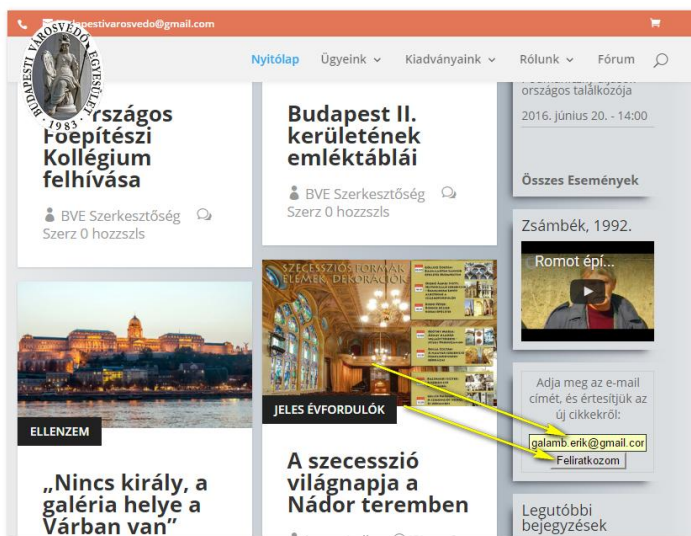 budapestivarosvedo@gmail.com
BUDAPESTI VÁROSVÉDŐ EGYESÜLET
· 1983 ·
Nyitólap Ügyeink Kiadványaink Rólunk Fórum
Főépítészi
Kollégium
felhívása
BVE Szerkesztőség
Szerz 0 hozzszls
Budapest II.
kerületének
emléktáblái
BVE Szerkesztőség
Szerz 0 hozzszls
országos találkozója
2016. június 20. - 14:00
Összes Események
Zsámbék, 1992.
Romot épí...
ELLENZEM
„Nincs király, a
galéria helye a
Várban van”
SZECESSZIÓS FORMÁK
ELEMEK, DEKORÁCIÓK
JELES ÉVFORDULÓK
A szecesszió
világnapja a
Nádor teremben
Adja meg az e-mail
címét, és értesítjük az
új cikkekről:
galamb.erik@gmail.cor
Feliratkozom
Legutóbbi
bejegyzések